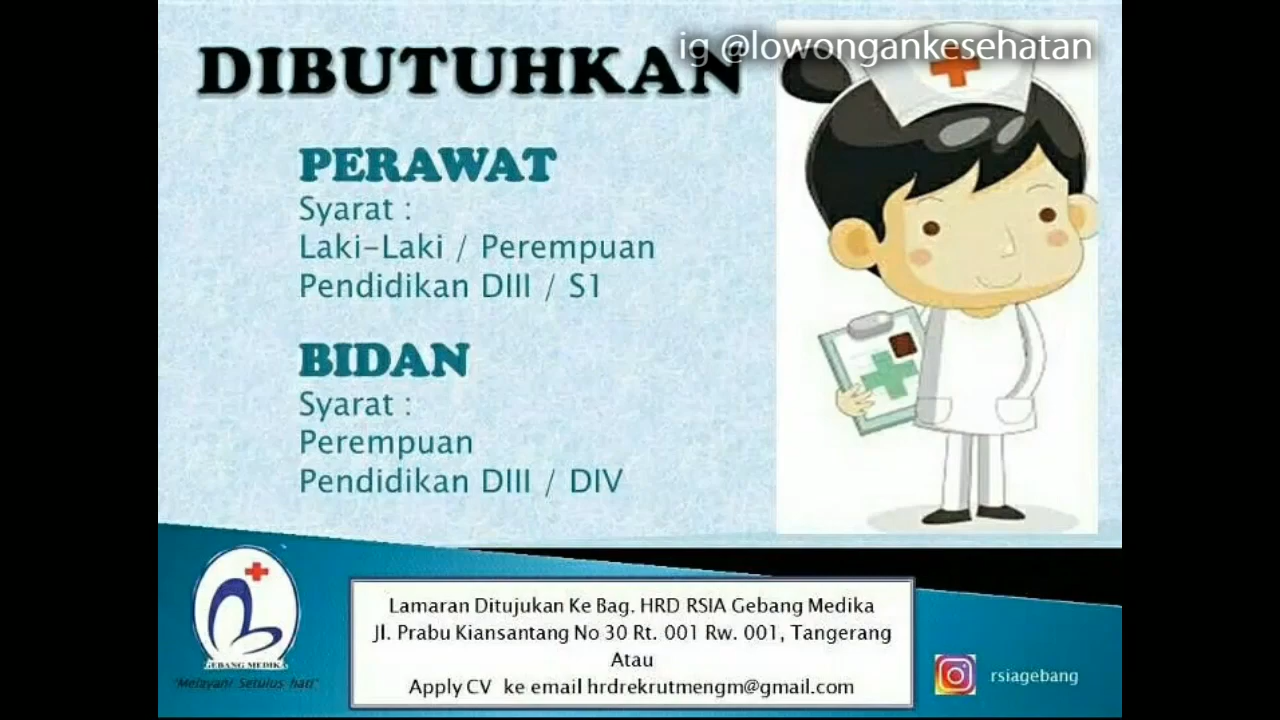 ig @lowongankesehatan
DIBUTUHKAN
PERAWAT
Syarat :
Laki-Laki / Perempuan
Pendidikan DIII / S1
BIDAN
Syarat :
Perempuan
Pendidikan DIII / DIV
GEBANG MEDIKA
"Melayani Setulus hati"
Lamaran Ditujukan Ke Bag. HRD RSIA Gebang Medika
Jl. Prabu Kiansantang No 30 Rt. 001 Rw. 001, Tangerang
Atau
Apply CV ke email hrdrekrutmengm@gmail.com
rsiagebang